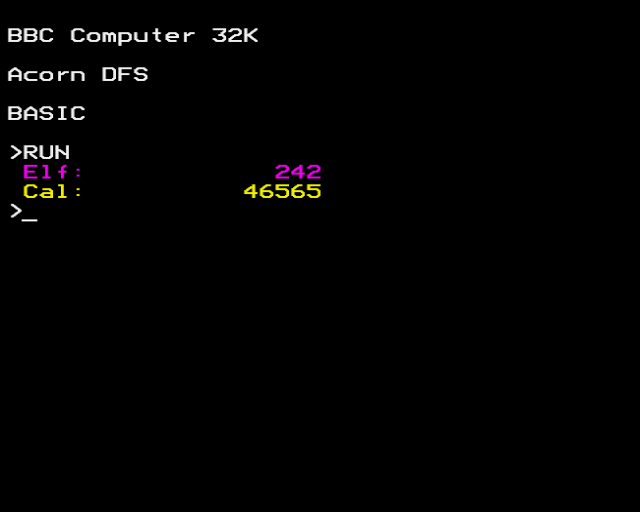 BBC Computer 32K
Acorn DFS
BASIC
>RUN
Elf: 242
Cal: 46565
>_